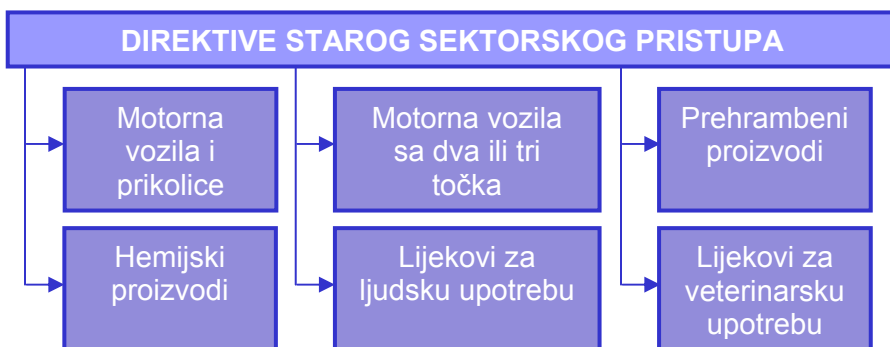 DIREKTIVE STAROG SEKTORSKOG PRISTUPA
Motorna
vozila i
prikolice
Motorna vozila
sa dva ili tri
točka
Prehrambeni
proizvodi
Hemijski
proizvodi
Lijekovi za
ljudsku upotrebu
Lijekovi za
veterinarsku
upotrebu